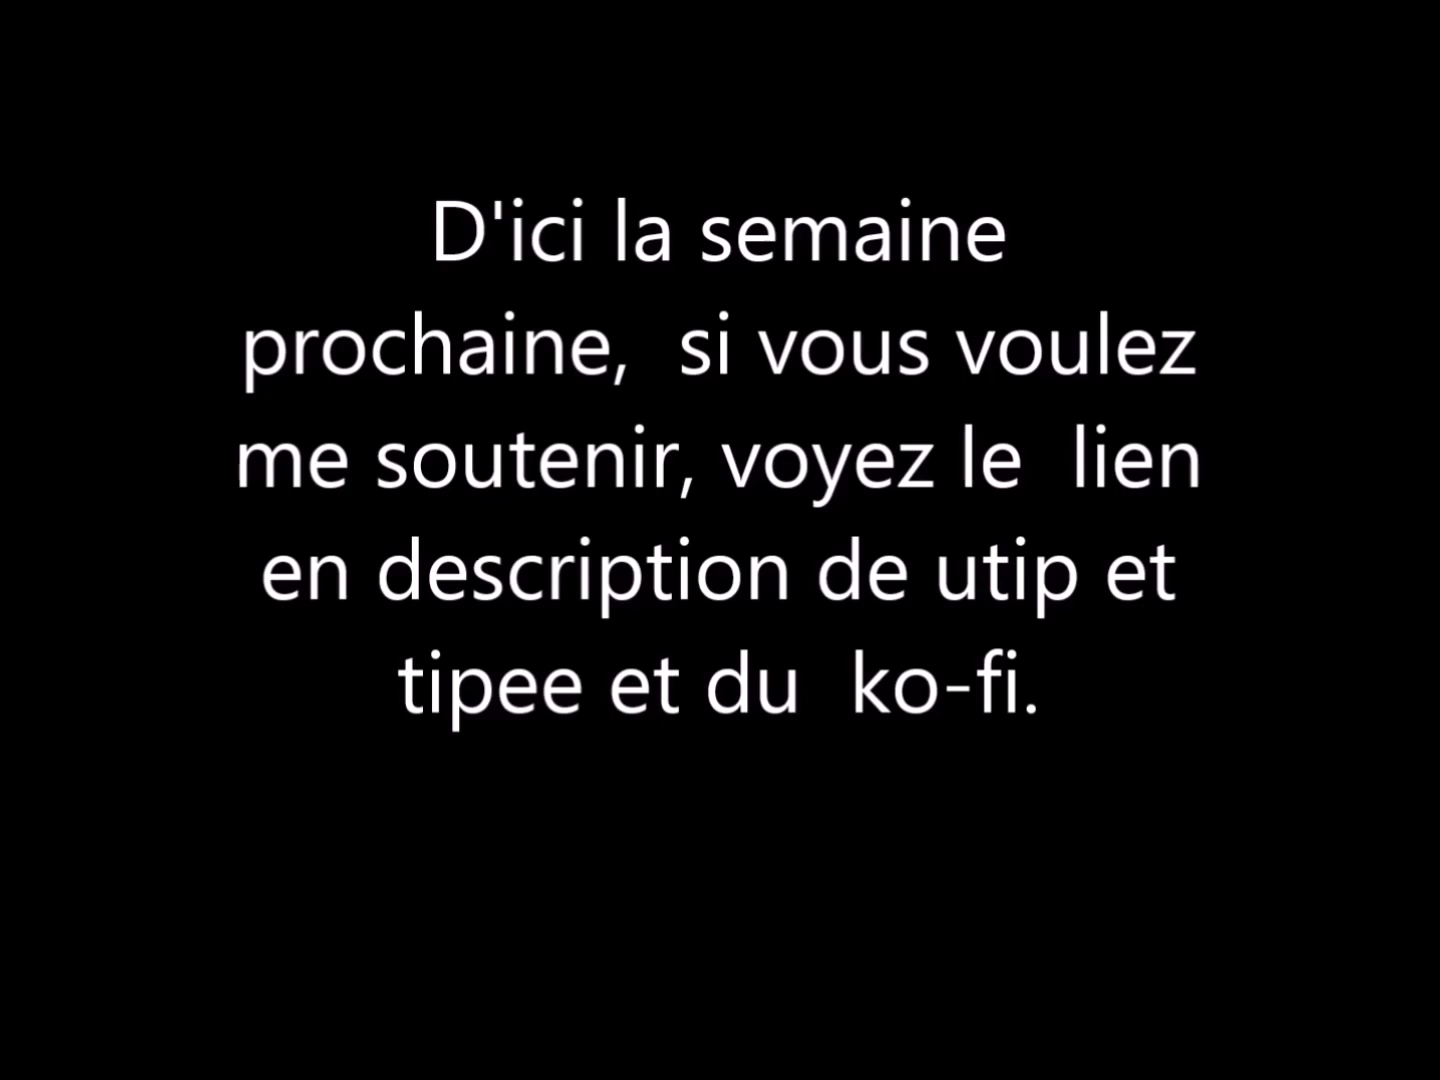 D'ici la semaine
prochaine,  si vous voulez
me soutenir, voyez le  lien
en description de utip et
tipee et du  ko-fi.